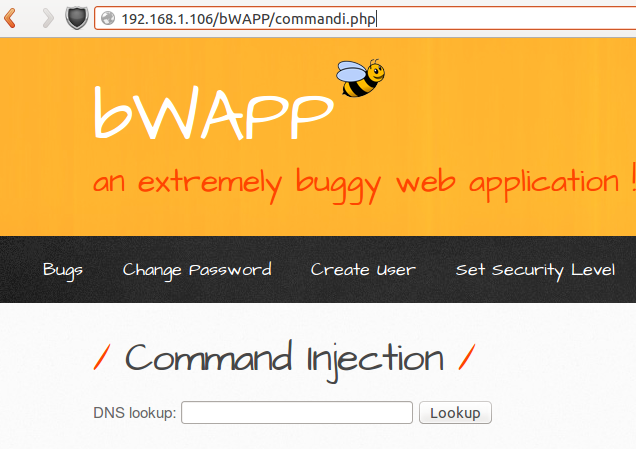 192.168.1.106/bWAPP/commandi.php
bWAPP
an extremely buggy web application !
Bugs Change Password Create User Set Security Level
/ Command Injection /
DNS lookup: Lookup